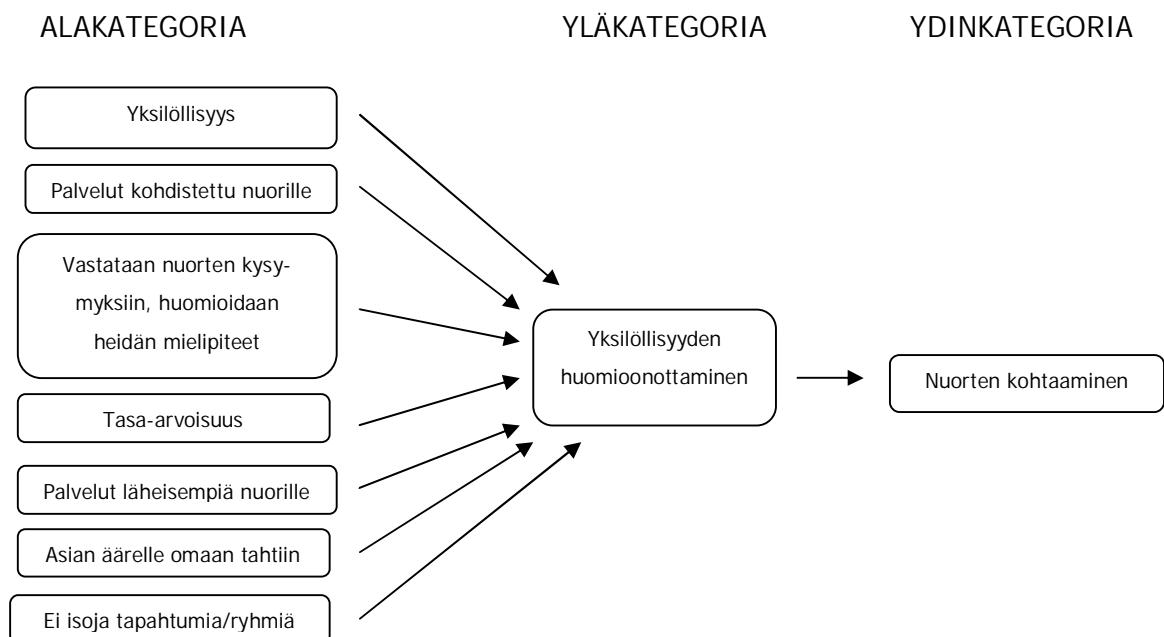 ALAKATEGORIA YLÄKATEGORIA YDINKATEGORIA
Yksilöllisyys
Palvelut kohdistettu nuorille
Vastataan nuorten kysy-
myksiin, huomioidaan
heidän mielipiteet
Tasa-arvoisuus
Palvelut läheisempiä nuorille
Asian äärelle omaan tahtiin
Ei isoja tapahtumia/ryhmiä
Yksilöllisyyden
huomioonottaminen
Nuorten kohtaaminen